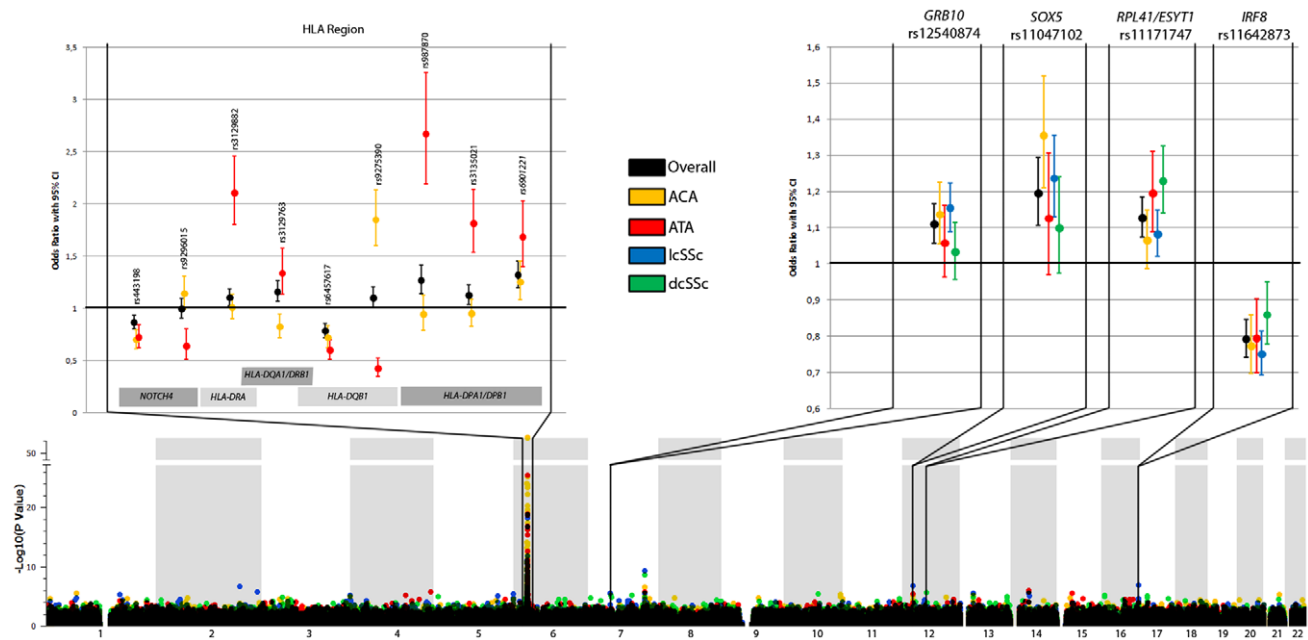 HLA Region
3,5
3
2,5
2
1,5
1
0,5
0
Odds Ratio with 95% CI
rs443198
rs9296015
rs3129882
rs3129763
rs6457617
rs9275390
rs987870
rs3135021
rs6901221
NOTCH4
HLA-DRA
HLA-DQA1/DRB1
HLA-DQB1
HLA-DPA1/DPB1
Overall
ACA
ATA
lcSSc
dcSSc
GRB10
rs12540874
SOX5
rs11047102
RPL41/ESYT1
rs11171747
IRF8
rs11642873
1,6
1,5
1,4
1,3
1,2
1,1
1
0,9
0,8
0,7
0,6
Odds Ratio with 95% CI
50
20
10
0
-Log10(P Value)
1 2 3 4 5 6 7 8 9 10 11 12 13 14 15 16 17 18 19 20 21 22